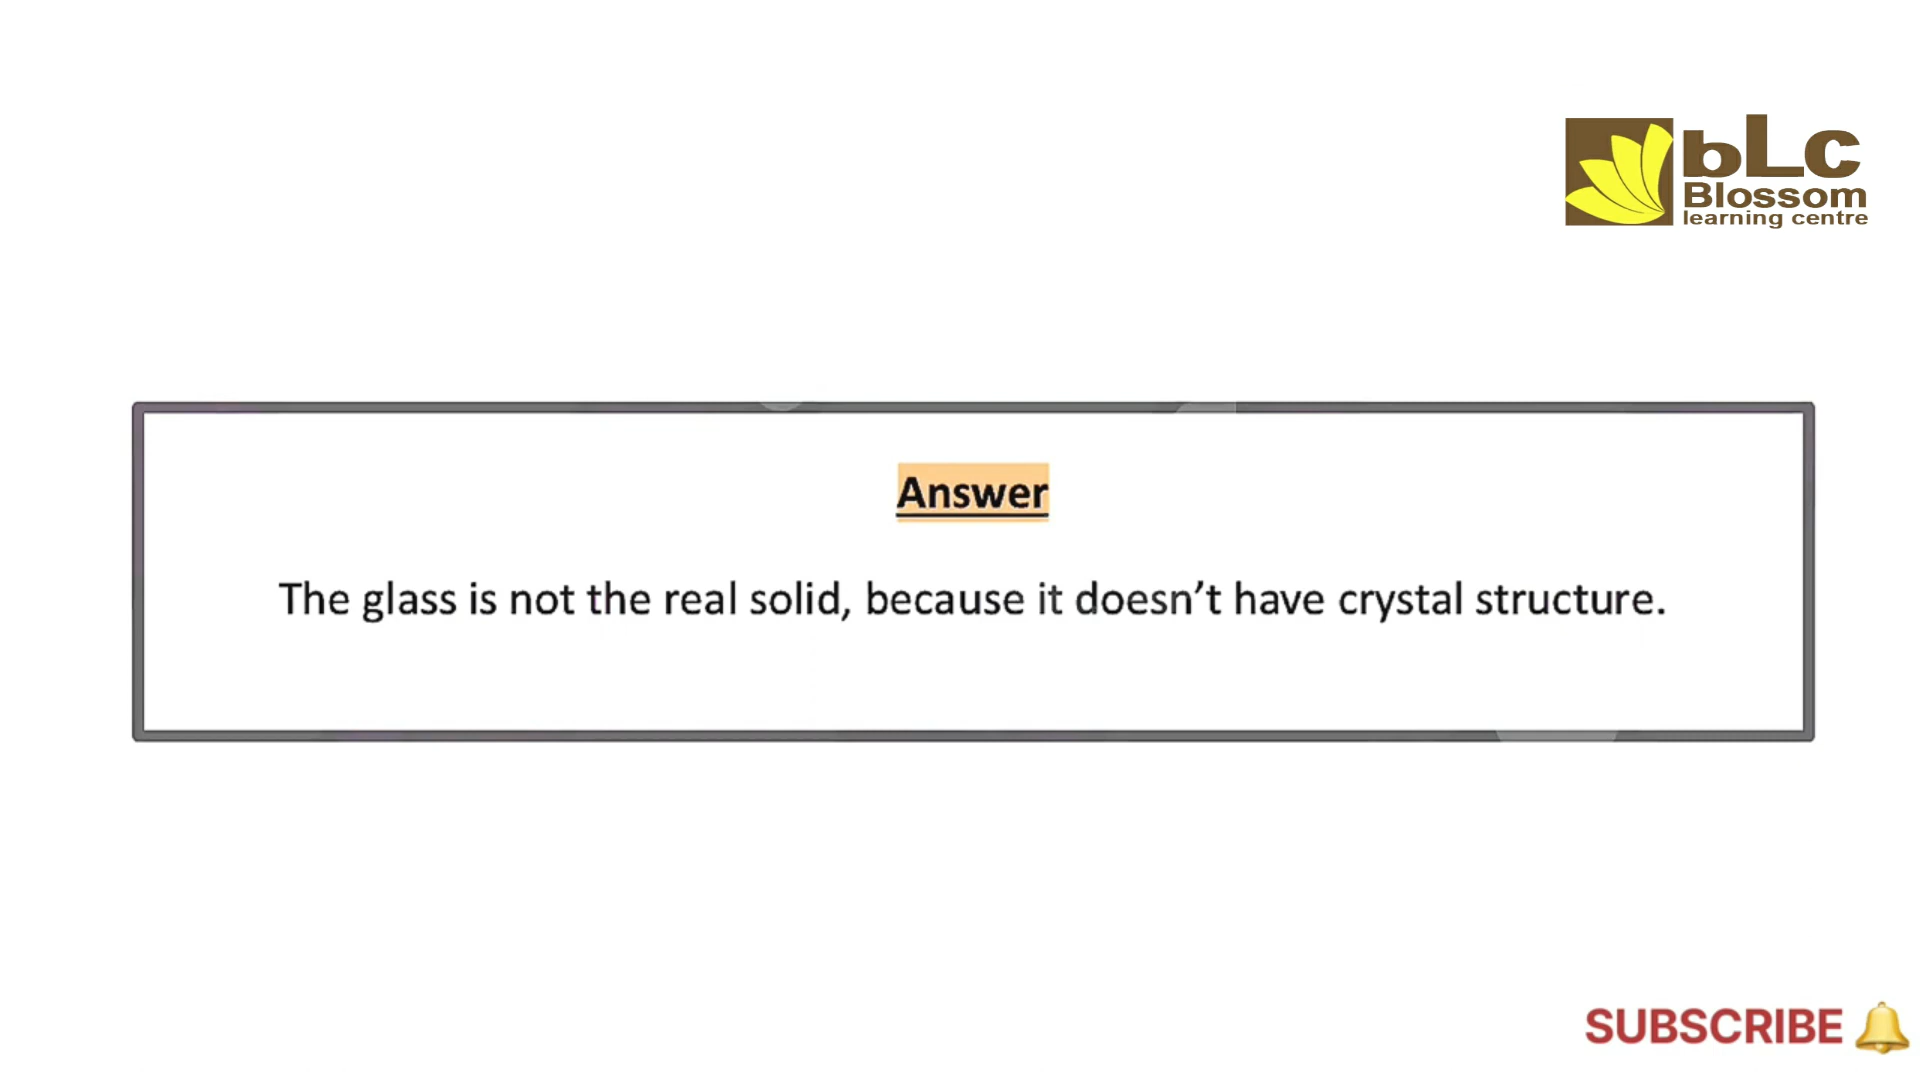 bLc
Blossom
learning centre
Answer
The glass is not the real solid, because it doesn’t have crystal structure.
SUBSCRIBE